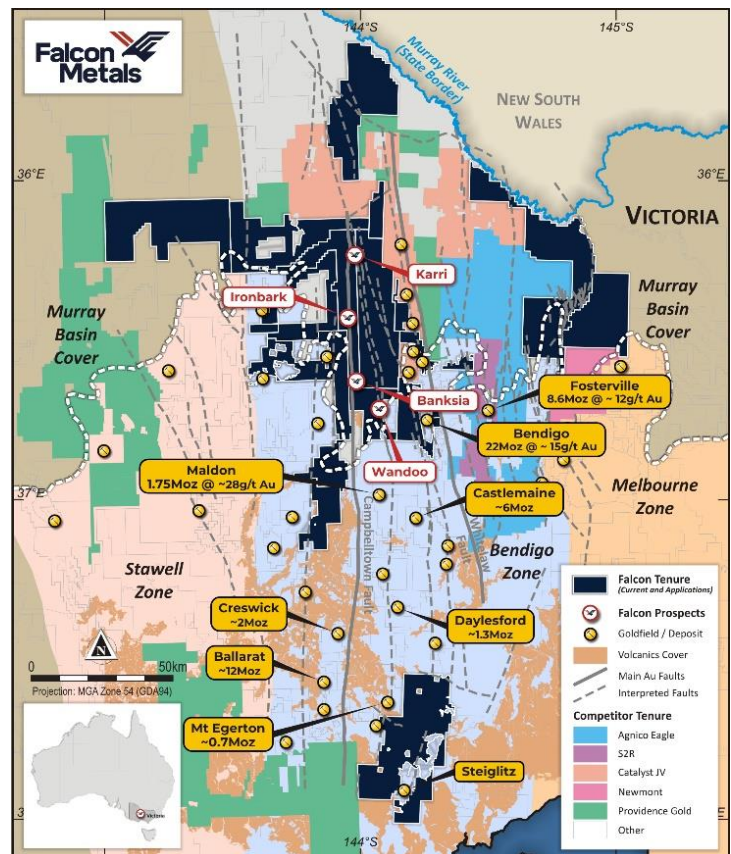 Falcon
Metals
144°S
145°
Murray River
(State Border)
NEW SOUTH
WALES
36°E
36°E
VICTORIA
Karri
Ironbark
Murray
Basin
Cover
Murray
Basin
Cover
Fosterville
8.6Moz @ ~ 12g/t Au
Banksia
Bendigo
22Moz @ ~ 15g/t Au
Wandoo
Maldon
1.75Moz @ ~28g/t Au
Castlemaine
~6Moz
Melbourne
Zone
Campbelltown Fault
Whitelaw
Fault
Bendigo
Zone
Stawell
Zone
Creswick
~2Moz
Daylesford
~1.3Moz
Ballarat
~12Moz
Mt Egerton
~0.7Moz
Steiglitz
N
0 50km
Projection: MGA Zone 54 (GDA94)
Victoria
144°S
Falcon Tenure
(Current and Applications)
Falcon Prospects
Goldfield / Deposit
Volcanics Cover
Main Au Faults
Interpreted Faults
Competitor Tenure
Agnico Eagle
S2R
Catalyst JV
Newmont
Providence Gold
Other